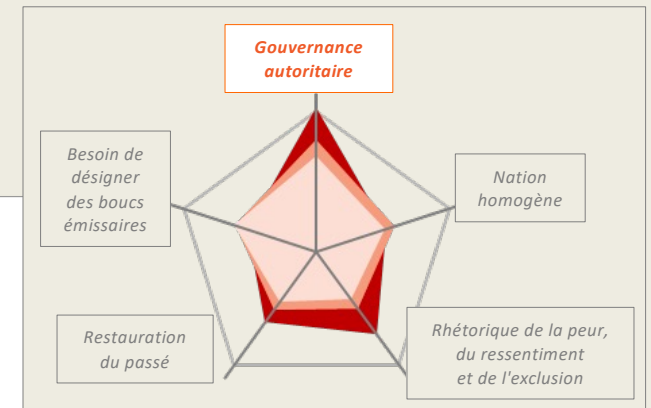 Gouvernance
autoritaire
Besoin de
désigner
des boucs
émissaires
Nation
homogène
Restauration
du passé
Rhétorique de la peur,
du ressentiment
et de l'exclusion